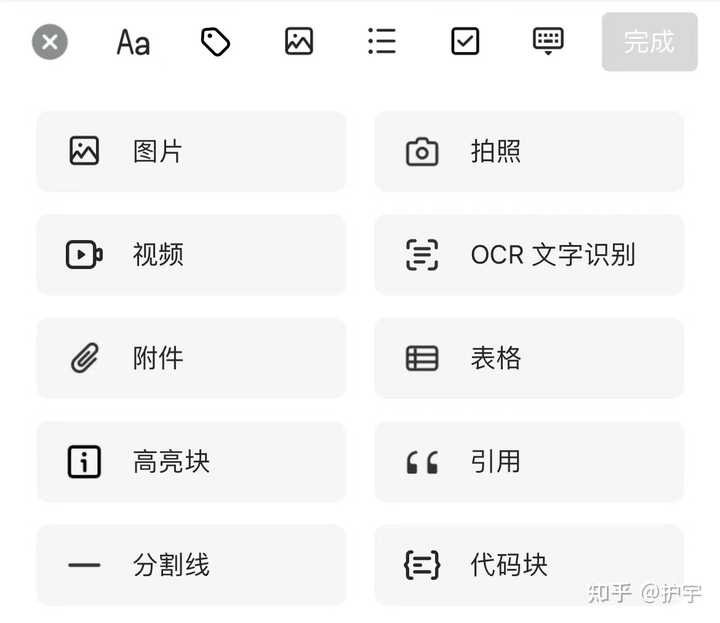 Aa 完成
图片 拍照
视频 OCR 文字识别
附件 表格
高亮块 引用
分割线 代码块
知乎 @护宇